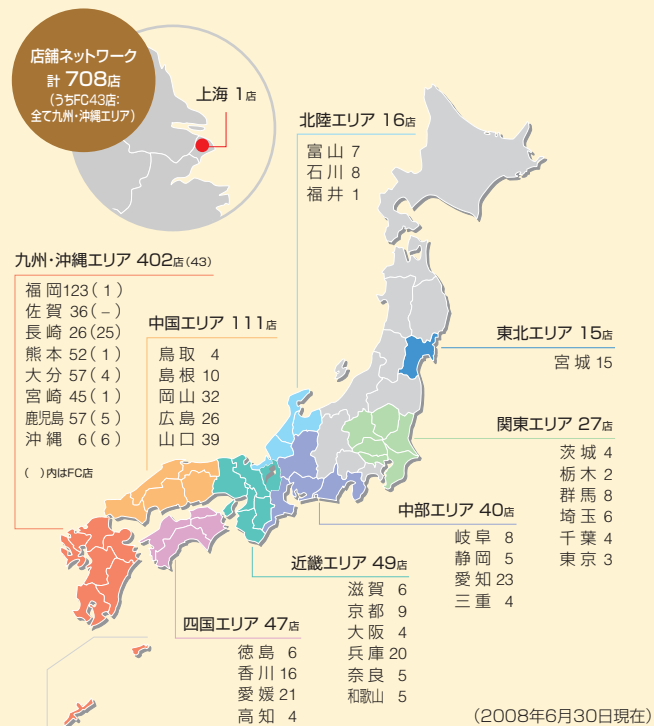 店舗ネットワーク
計 708店
(うちFC43店:
全て九州・沖縄エリア)
上海 1店
北陸エリア 16店
富山 7
石川 8
福井 1
九州・沖縄エリア 402店(43)
福岡123( 1 )
佐賀 36( − )
長崎 26(25)
熊本 52( 1 )
大分 57( 4 )
宮崎 45( 1 )
鹿児島 57( 5 )
沖縄 6( 6 )
( )内はFC店
中国エリア 111店
鳥取 4
島根 10
岡山 32
広島 26
山口 39
東北エリア 15店
宮城 15
関東エリア 27店
茨城 4
栃木 2
群馬 8
埼玉 6
千葉 4
東京 3
中部エリア 40店
岐阜 8
静岡 5
愛知 23
三重 4
近畿エリア 49店
滋賀 6
京都 9
大阪 4
兵庫 20
奈良 5
和歌山 5
四国エリア 47店
徳島 6
香川 16
愛媛 21
高知 4
(2008年6月30日現在)